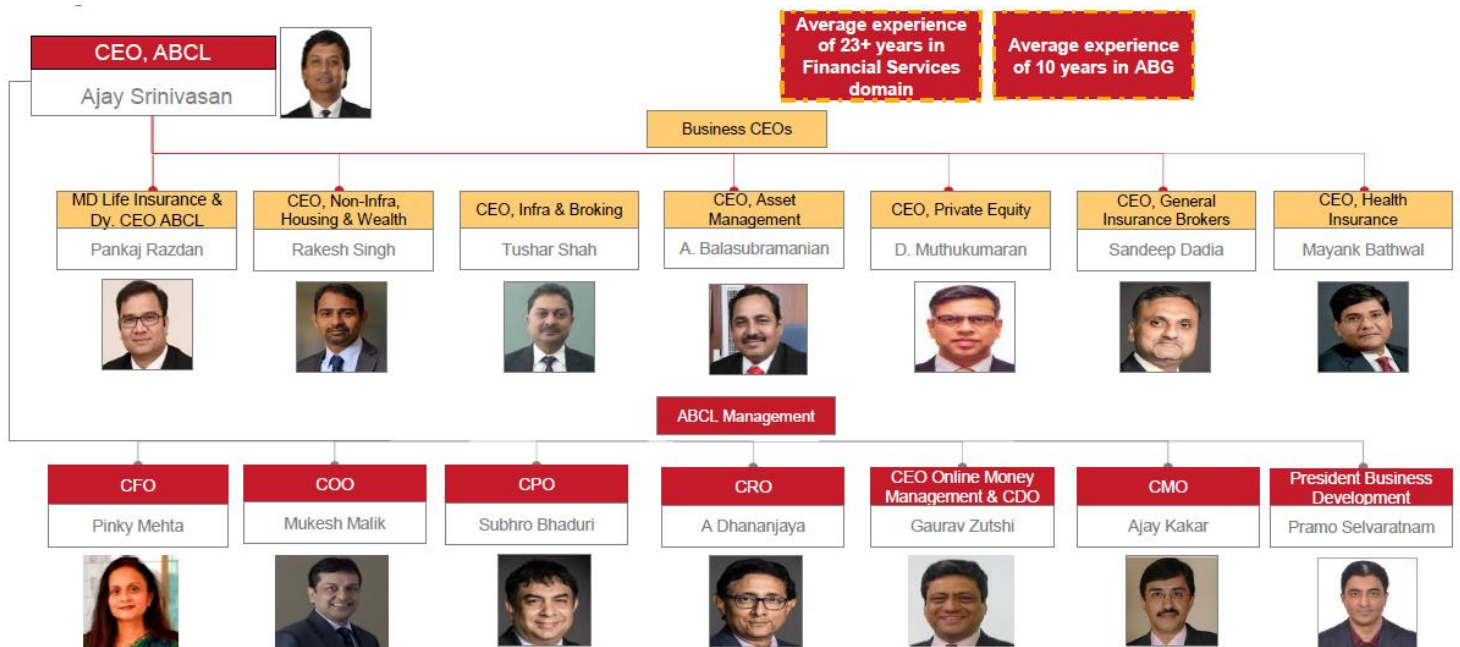 CEO, ABCL
Ajay Srinivasan
Average experience
of 23+ years in
Financial Services
domain
Average experience
of 10 years in ABG
Business CEOs
MD Life Insurance &
Dy. CEO ABCL
Pankaj Razdan
CEO, Non-Infra,
Housing & Wealth
Rakesh Singh
CEO, Infra & Broking
Tushar Shah
CEO, Asset
Management
A. Balasubramanian
CEO, Private Equity
D. Muthukumaran
CEO, General
Insurance Brokers
Sandeep Dadia
CEO, Health
Insurance
Mayank Bathwal
ABCL Management
CFO
Pinky Mehta
COO
Mukesh Malik
CPO
Subhro Bhaduri
CRO
A Dhananjaya
CEO Online Money
Management & CDO
Gaurav Zutshi
CMO
Ajay Kakar
President Business
Development
Pramo Selvaratnam